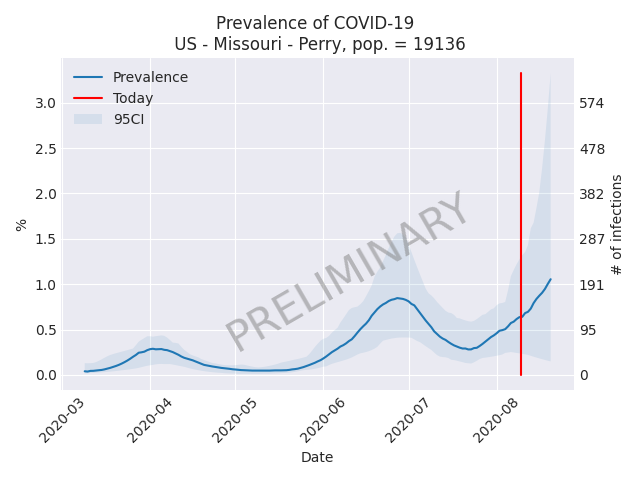 Prevalence of COVID-19
US - Missouri - Perry, pop. = 19136
Prevalence
Today
95CI
PRELIMINARY
3.0
2.5
2.0
1.5
1.0
0.5
0.0
%
574
478
382
287
191
95
0
# of infections
2020-03
2020-04
2020-05
2020-06
2020-07
2020-08
Date